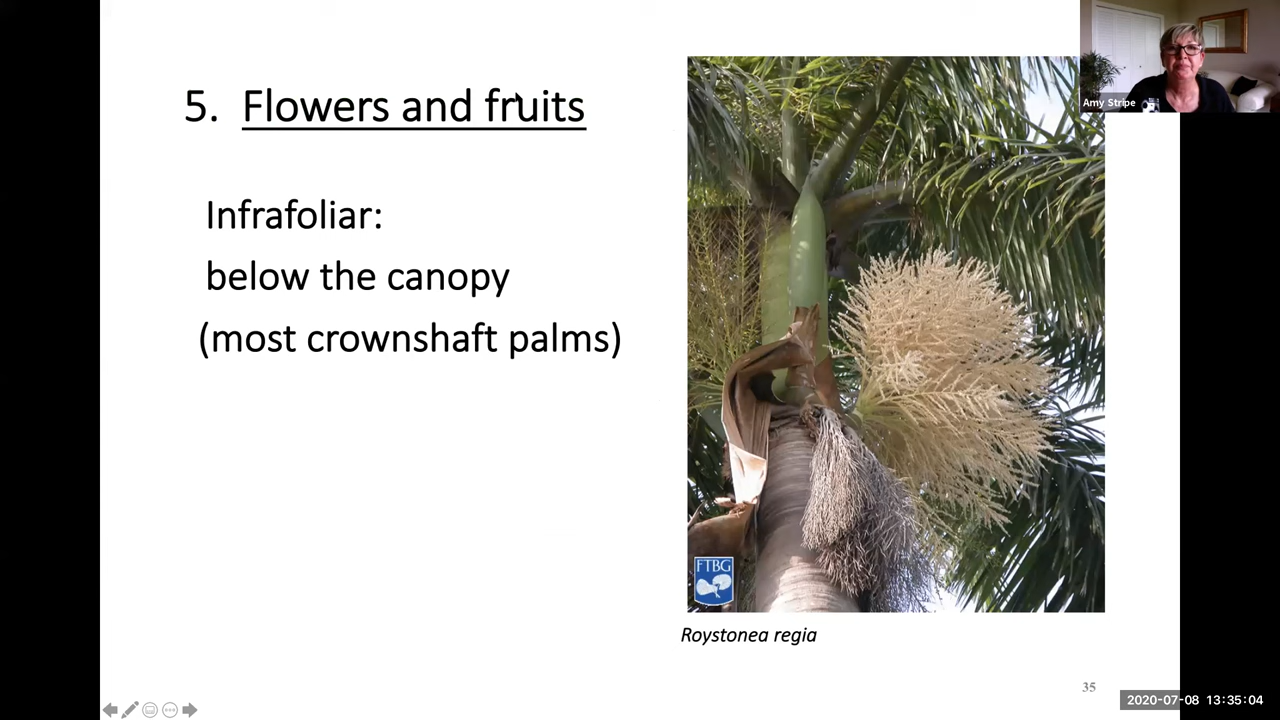 5. Flowers and fruits
Infrafoliar:
below the canopy
(most crownshaft palms)
Amy Stripe
FTBG
Roystonea regia
35
2020-07-08 13:35:04